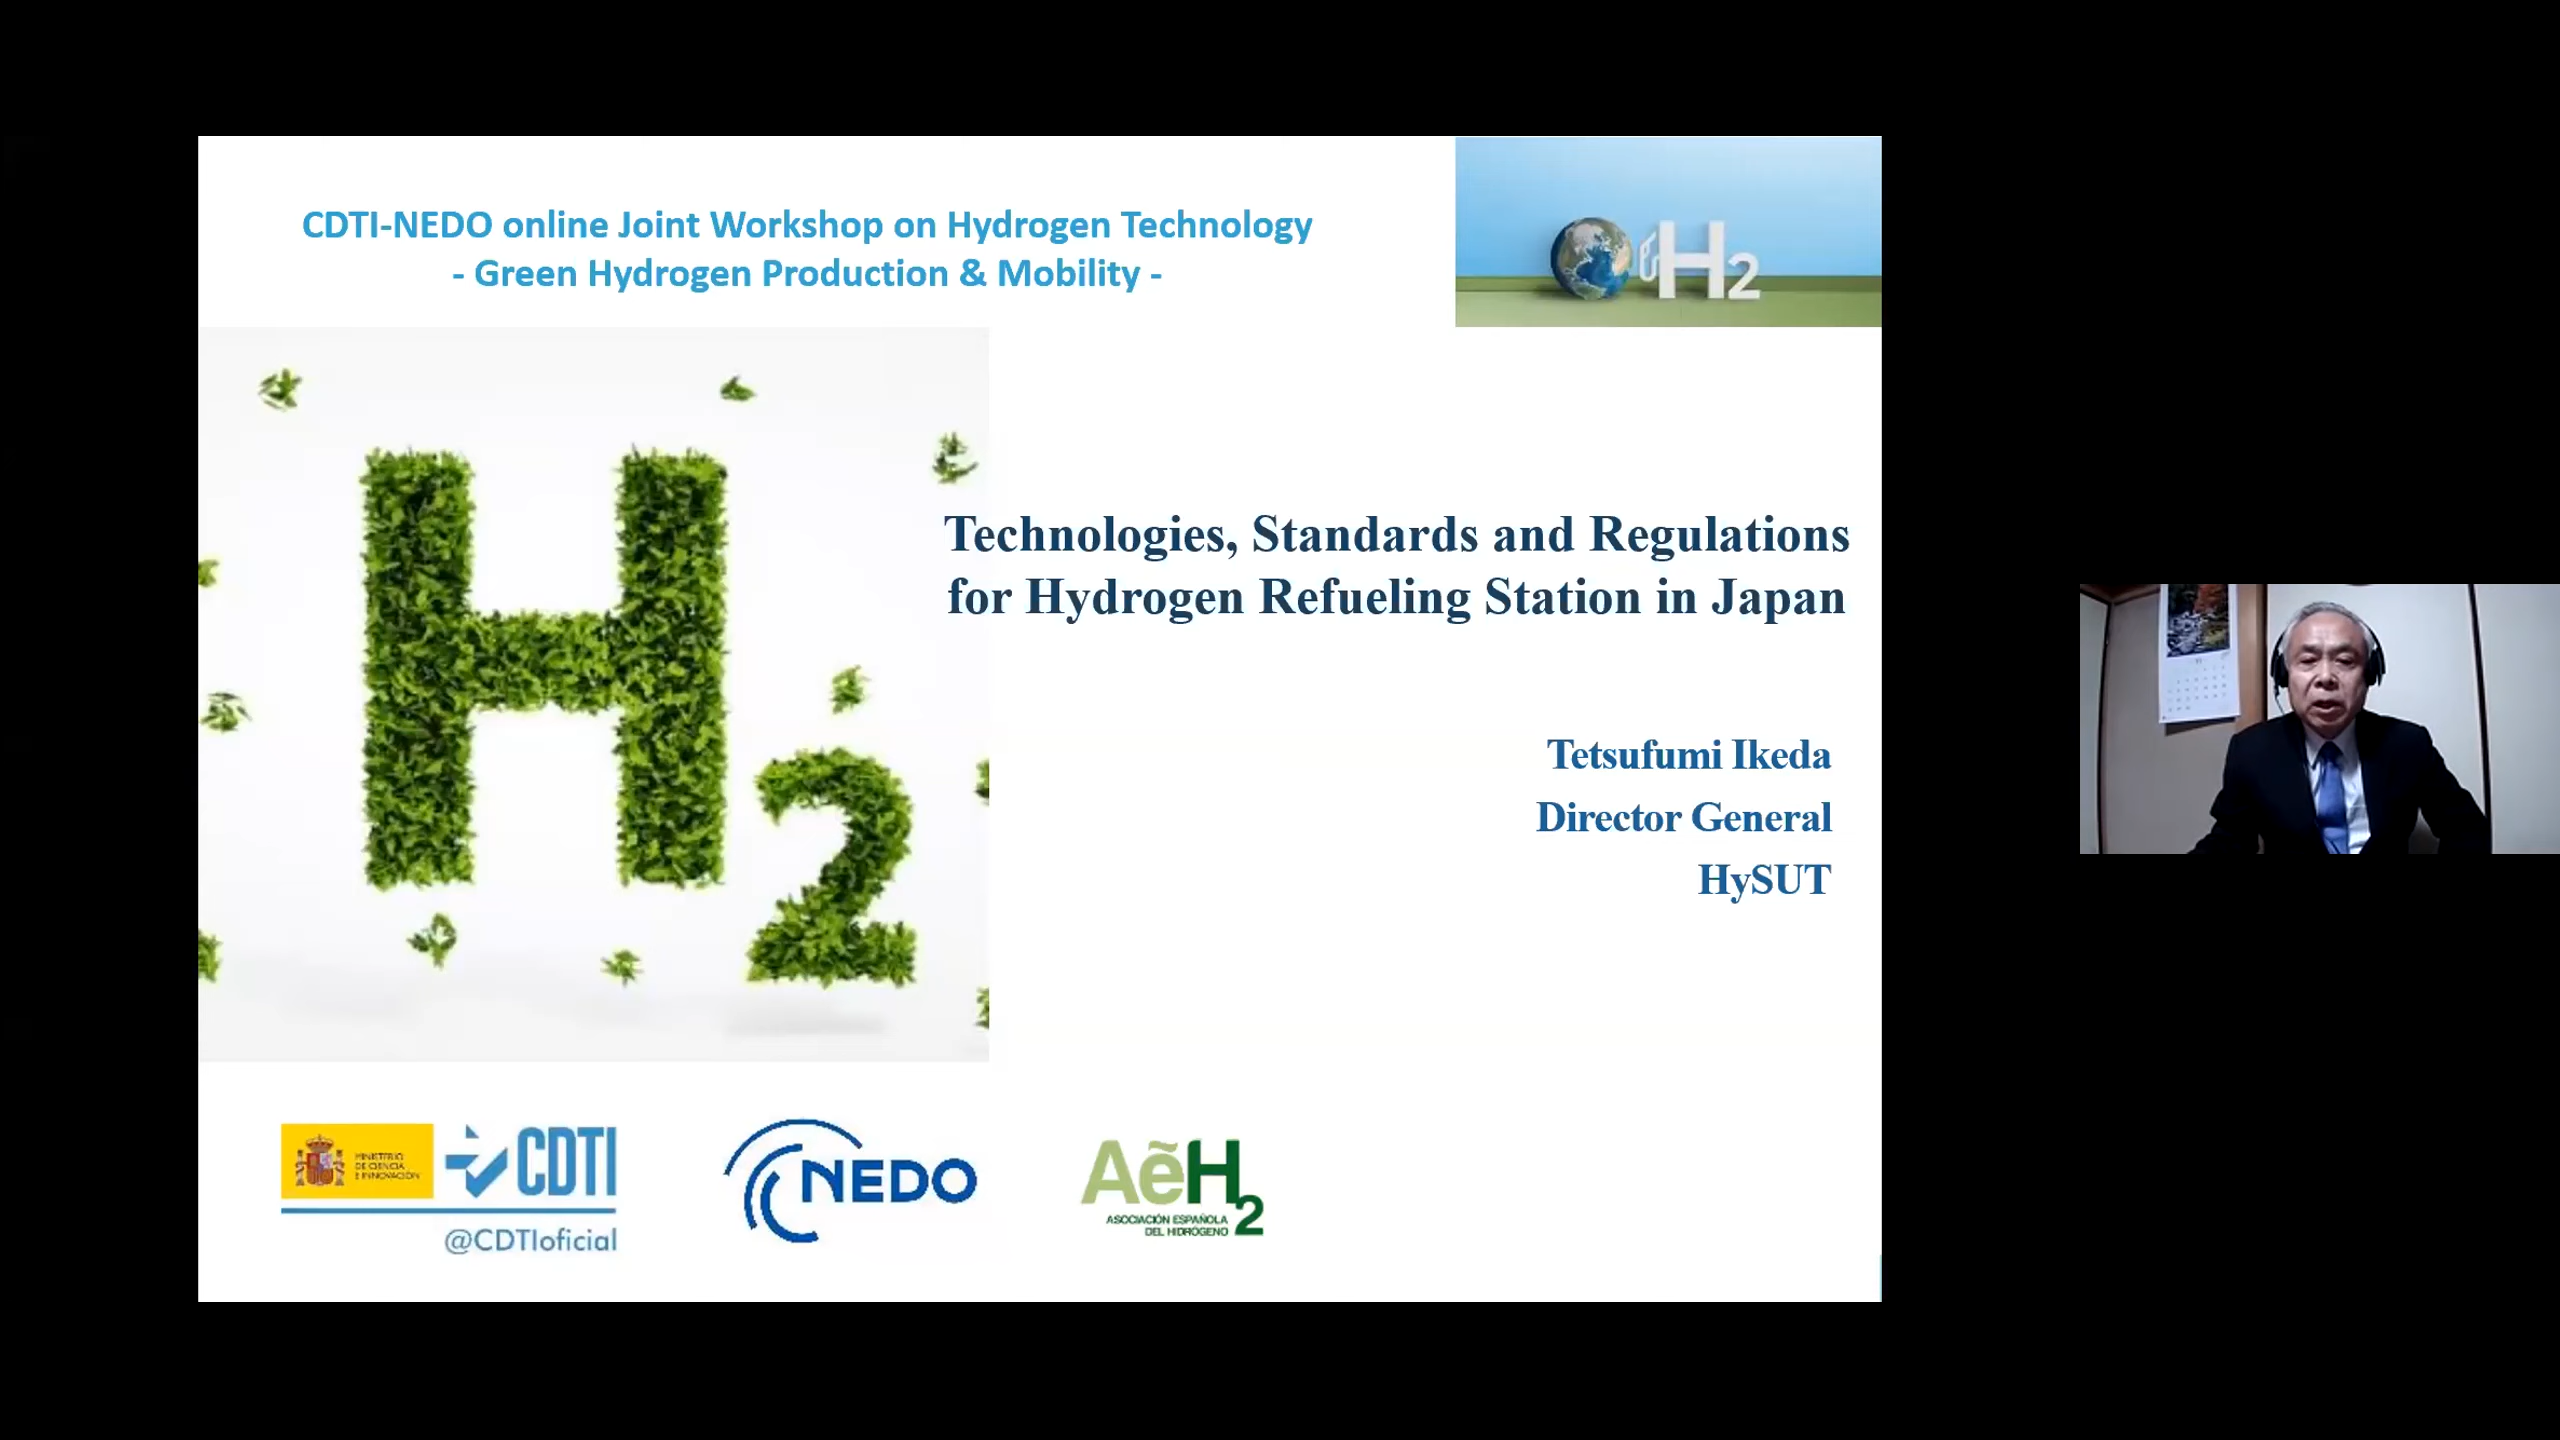 CDTI-NEDO online Joint Workshop on Hydrogen Technology
- Green Hydrogen Production & Mobility -
H2
H2
Technologies, Standards and Regulations
for Hydrogen Refueling Station in Japan
Tetsufumi Ikeda
Director General
HySUT
MINISTERIO
DE CIENCIA
E INNOVACIÓN
CDTI
@CDTIoficial
NEDO
AeH2
ASOCIACIÓN ESPAÑOLA
DEL HIDRÓGENO